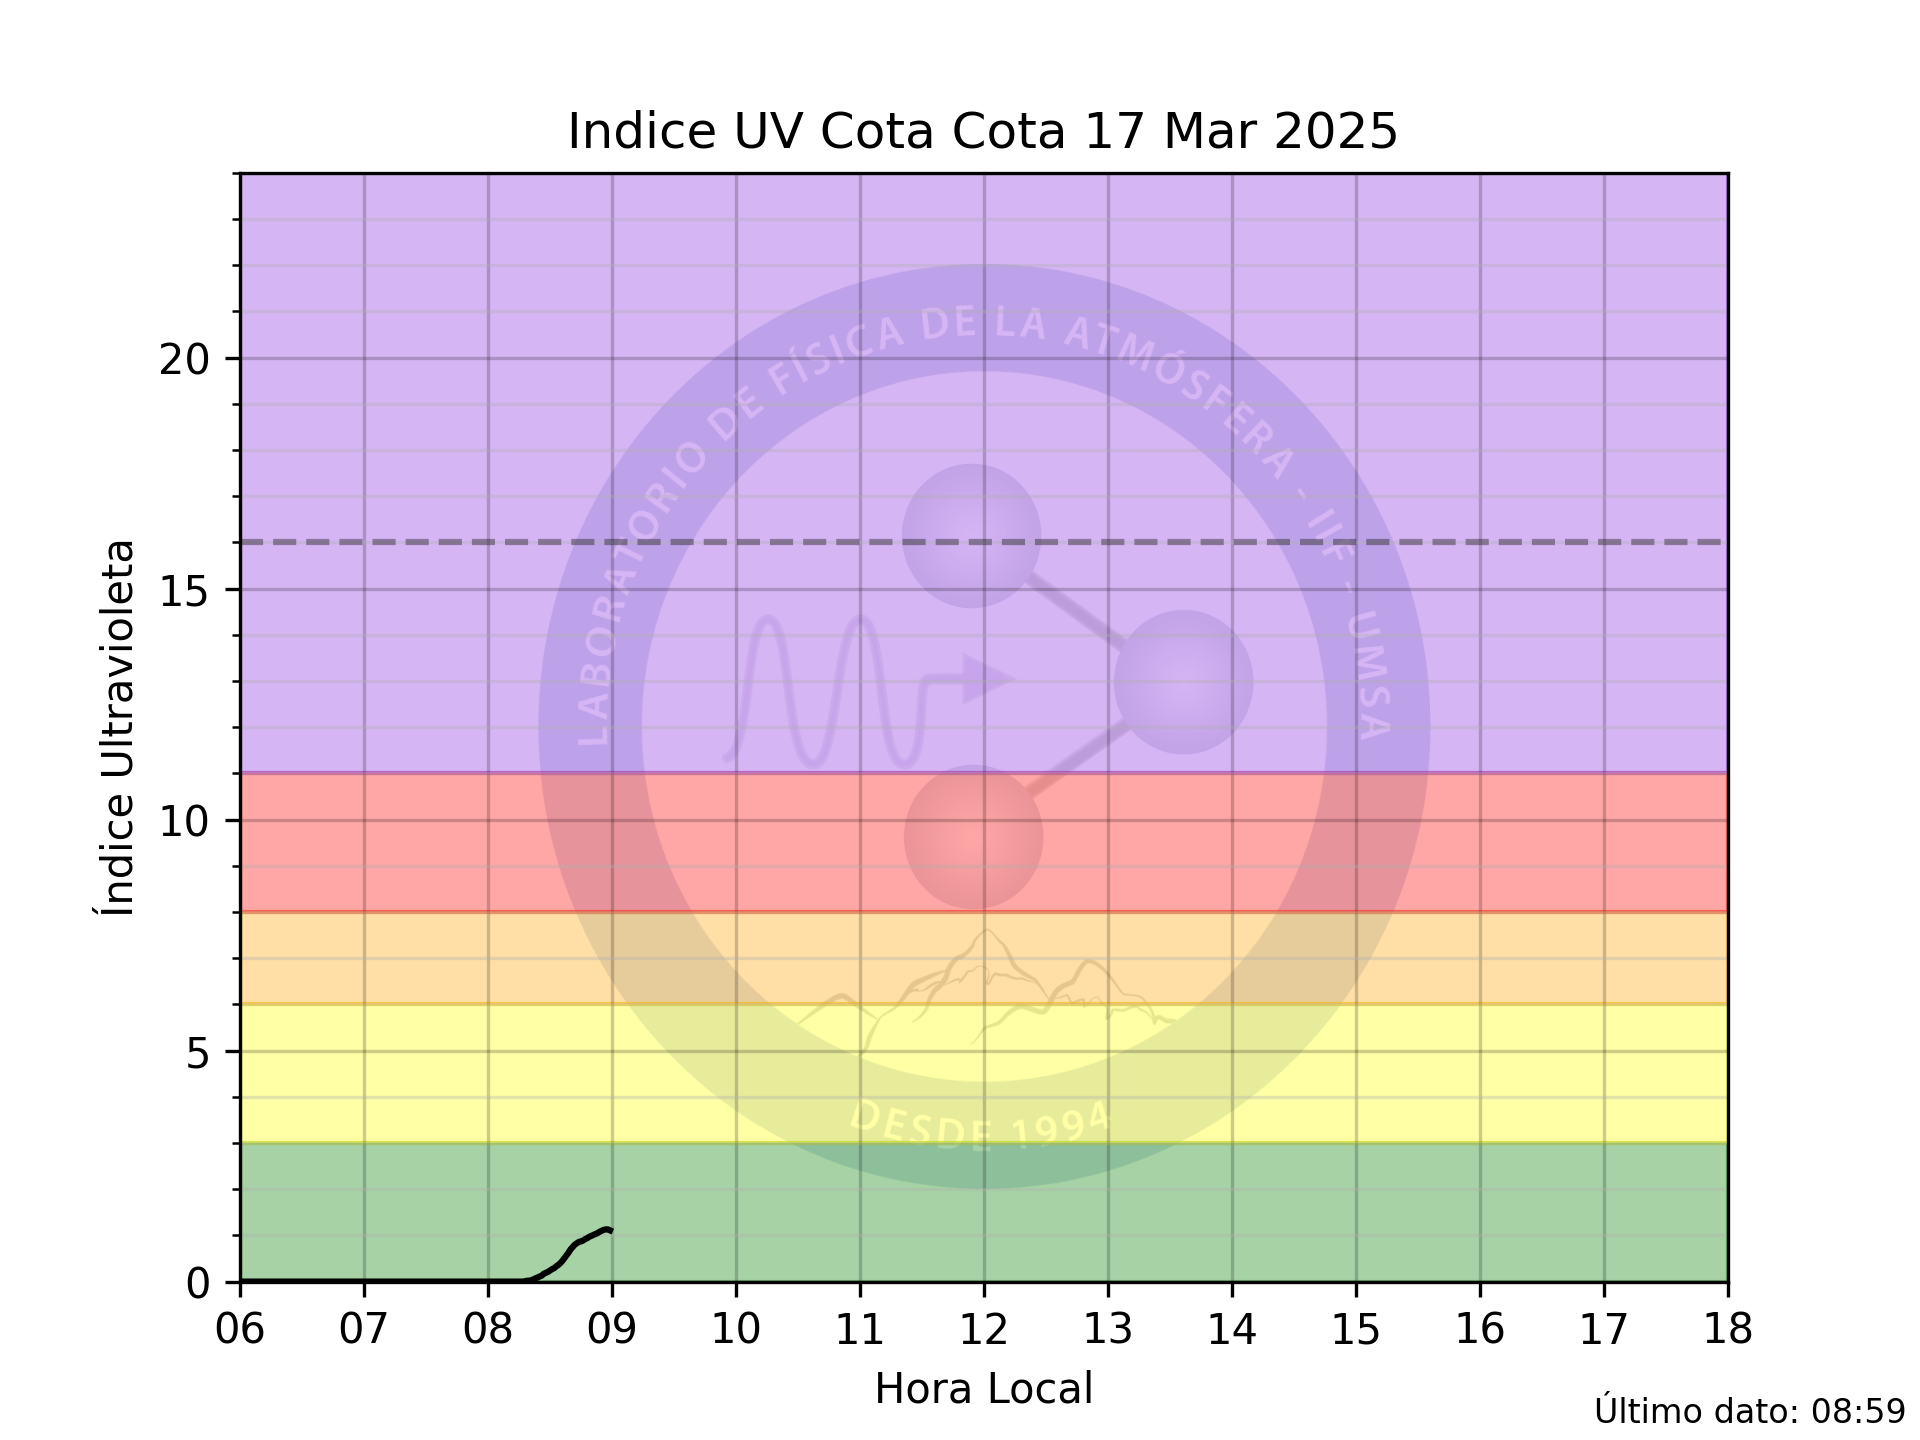 Indice UV Cota Cota 17 Mar 2025
20
15
10
5
0
Índice Ultravioleta
LABORATORIO DE FÍSICA DE LA ATMÓSFERA - IIF - UMSA
DESDE 1994
06 07 08 09 10 11 12 13 14 15 16 17 18
Hora Local
Último dato: 08:59